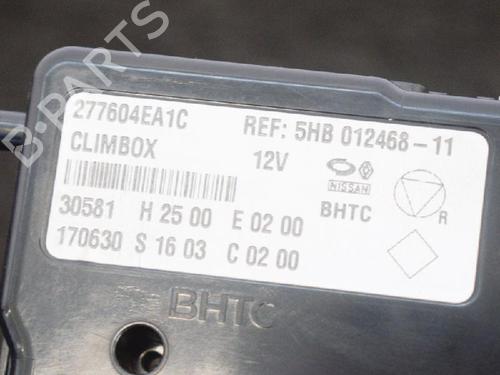 B-PARTS
277604EA1C REF: 5HB 012468-11
CLIMBOX 12V
NISSAN
BHTC R
30581 H 25 00 E 02 00
170630 S 16 03 C 02 00
BHTC